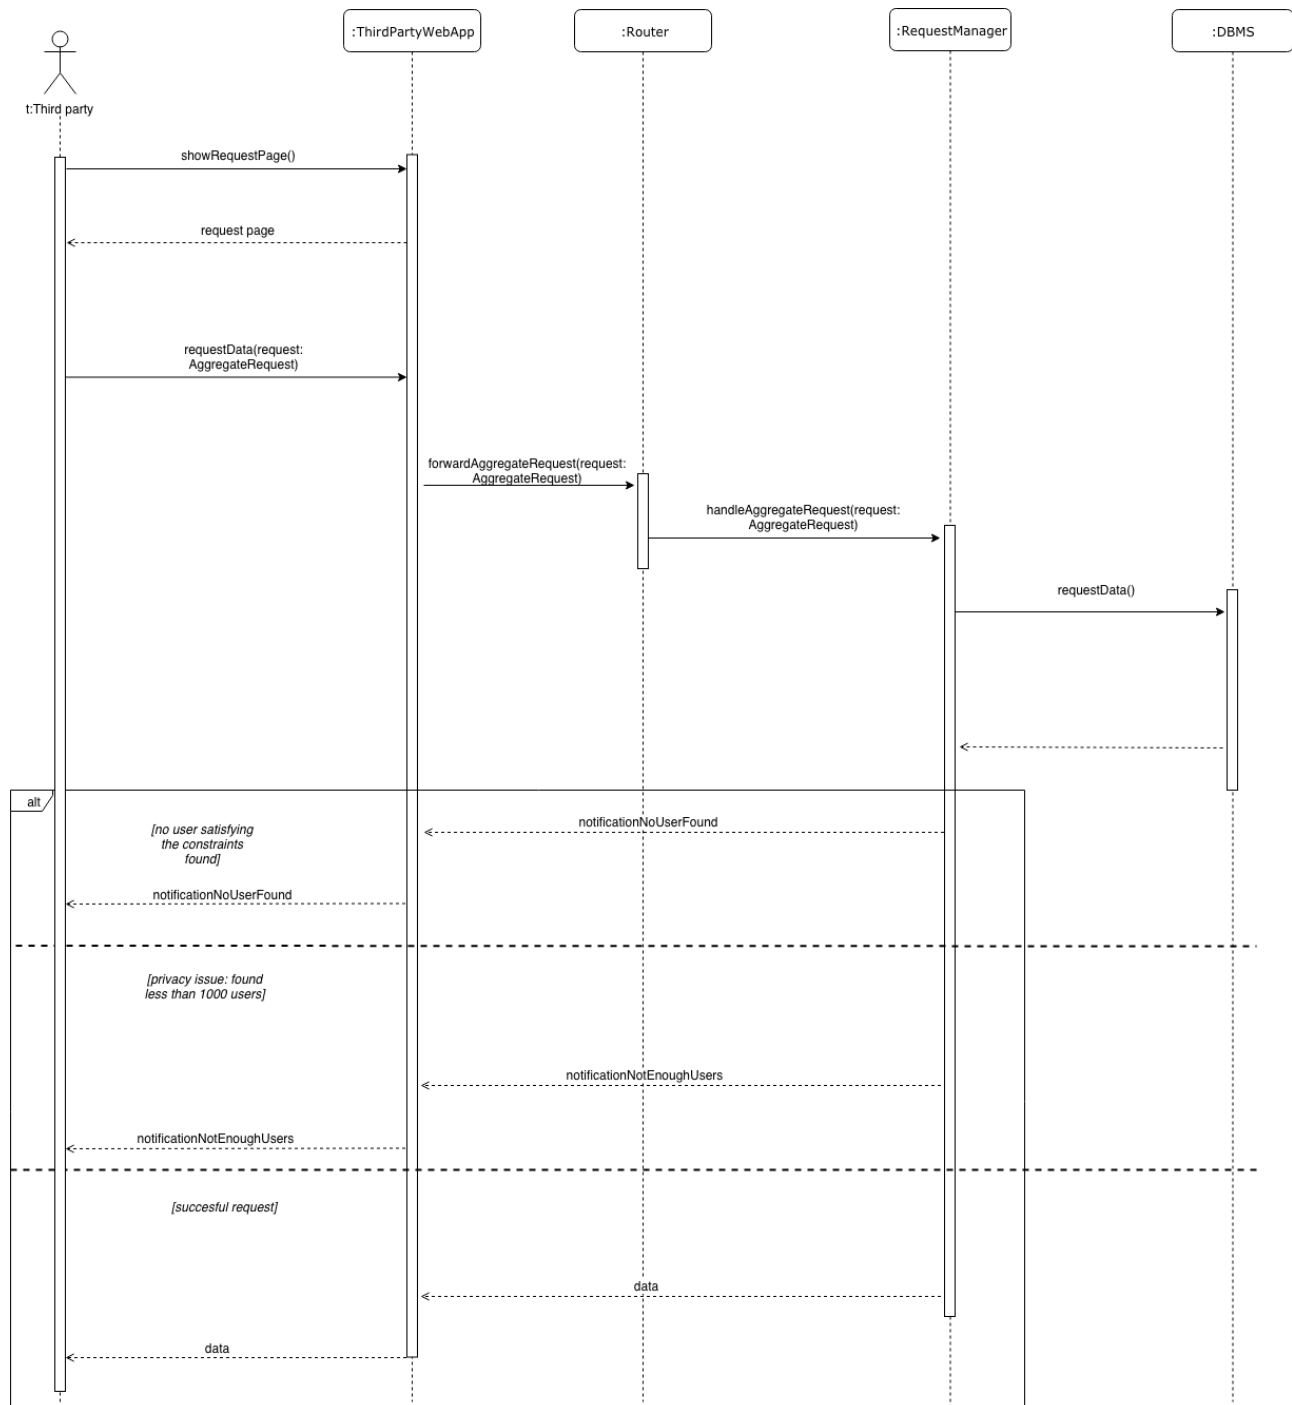 :ThirdPartyWebApp
:Router
:RequestManager
:DBMS
t:Third party
showRequestPage()
request page
requestData(request:
AggregateRequest)
forwardAggregateRequest(request:
AggregateRequest)
handleAggregateRequest(request:
AggregateRequest)
requestData()
alt
notificationNoUserFound
[no user satisfying
the constraints
found]
notificationNoUserFound
[privacy issue: found
less than 1000 users]
notificationNotEnoughUsers
notificationNotEnoughUsers
[succesful request]
data
data